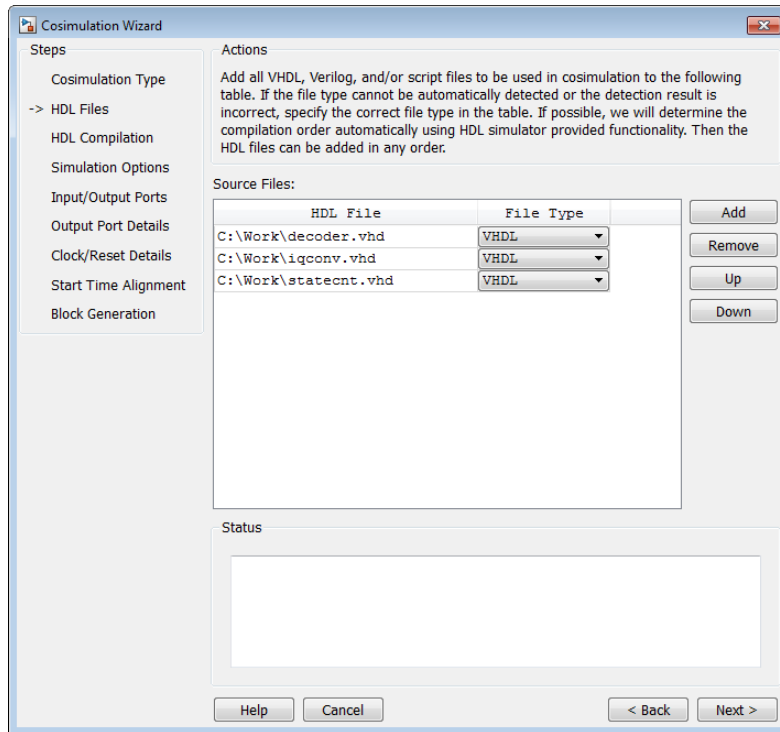 Cosimulation Wizard
Steps
Cosimulation Type
-> HDL Files
HDL Compilation
Simulation Options
Input/Output Ports
Output Port Details
Clock/Reset Details
Start Time Alignment
Block Generation
Actions
Add all VHDL, Verilog, and/or script files to be used in cosimulation to the following
table. If the file type cannot be automatically detected or the detection result is
incorrect, specify the correct file type in the table. If possible, we will determine the
compilation order automatically using HDL simulator provided functionality. Then the
HDL files can be added in any order.
Source Files:
HDL File File Type
C:\Work\decoder.vhd VHDL
C:\Work\iqconv.vhd VHDL
C:\Work\statecnt.vhd VHDL
Add
Remove
Up
Down
Status
Help Cancel < Back Next >